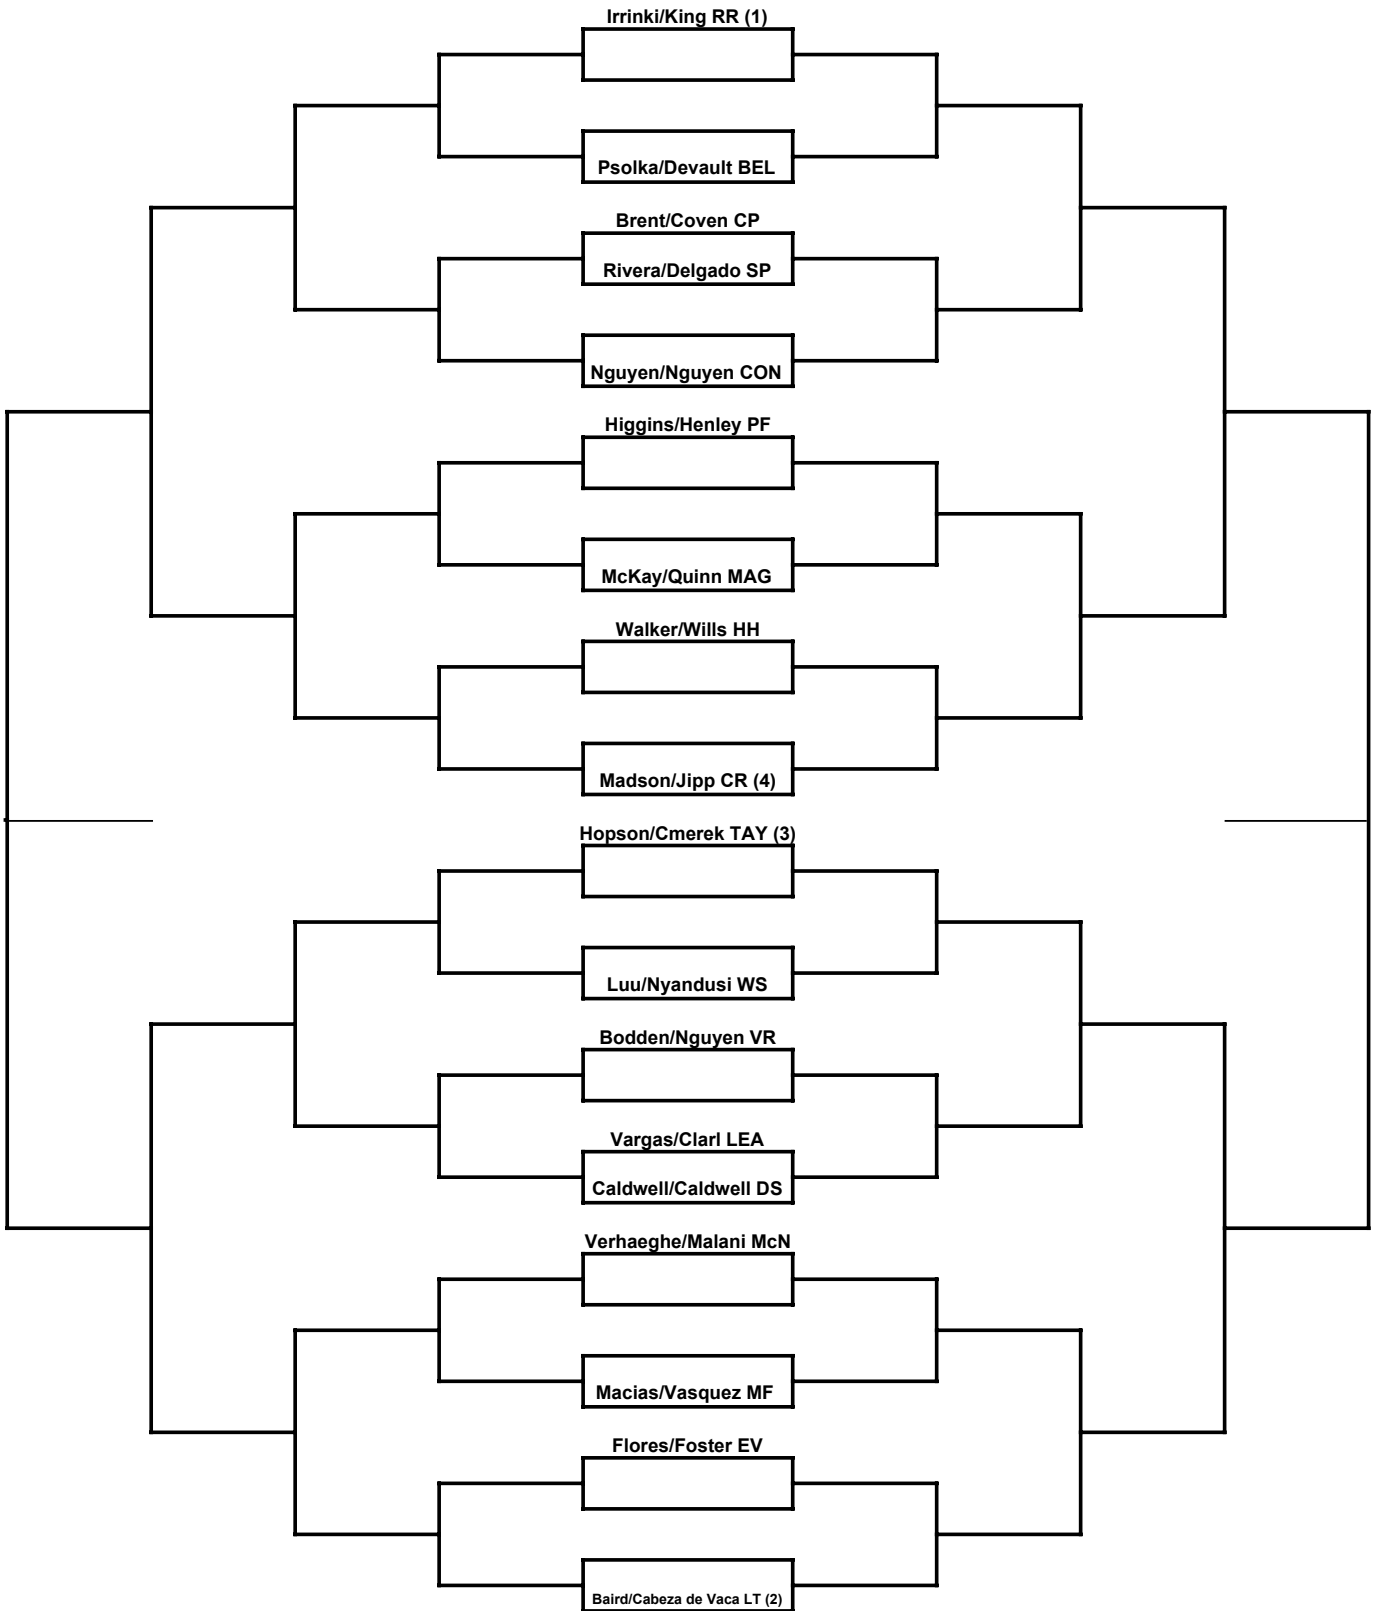 Irrinki/King RR (1)
Psolka/Devault BEL
Brent/Coven CP
Rivera/Delgado SP
Nguyen/Nguyen CON
Higgins/Henley PF
McKay/Quinn MAG
Walker/Wills HH
Madson/Jipp CR (4)
Hopson/Cmerek TAY (3)
Luu/Nyandusi WS
Bodden/Nguyen VR
Vargas/Clarl LEA
Caldwell/Caldwell DS
Verhaeghe/Malani McN
Macias/Vasquez MF
Flores/Foster EV
Baird/Cabeza de Vaca LT (2)